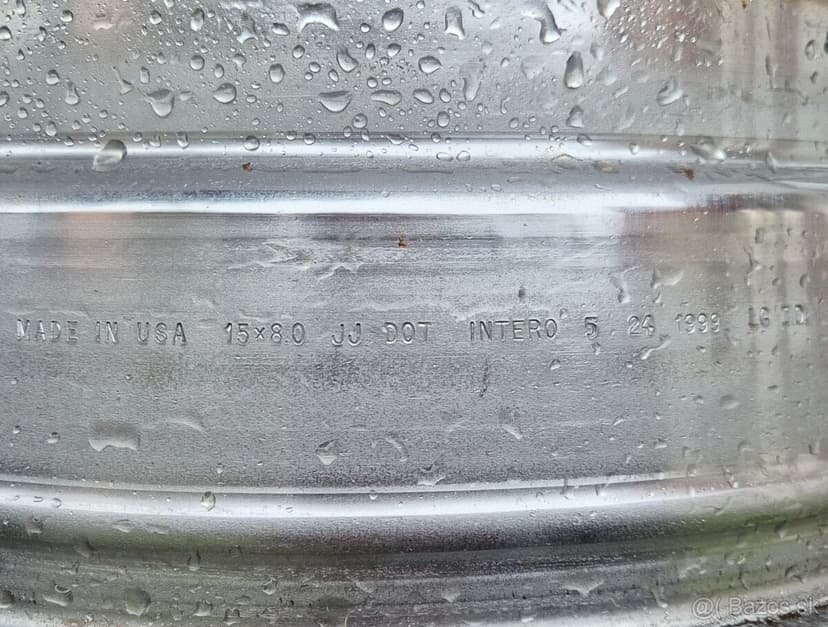 MADE IN USA 15×8.0 JJ DOT INTERO 5 24 1999
@( Bazos.sk